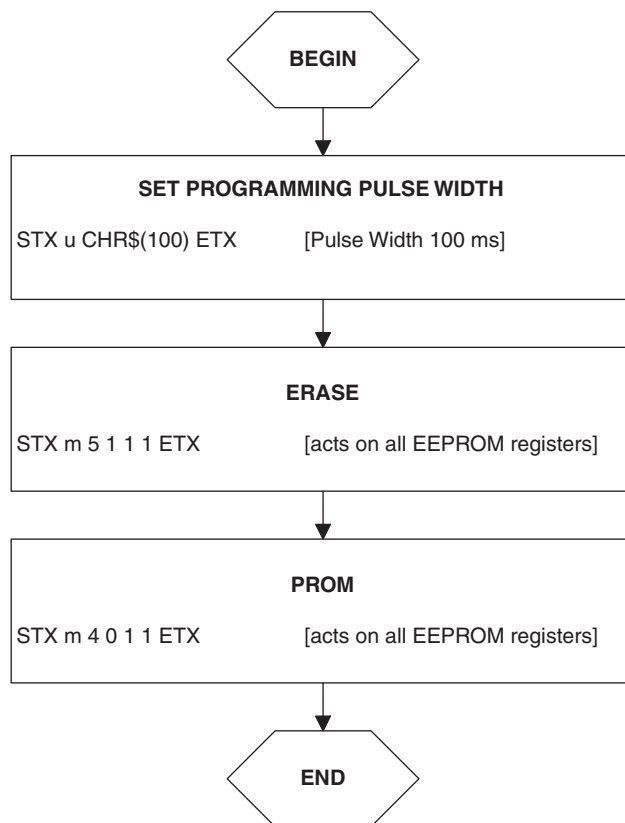 BEGIN
SET PROGRAMMING PULSE WIDTH
STX u CHR$(100) ETX [Pulse Width 100 ms]
ERASE
STX m 5 1 1 1 ETX [acts on all EEPROM registers]
PROM
STX m 4 0 1 1 ETX [acts on all EEPROM registers]
END